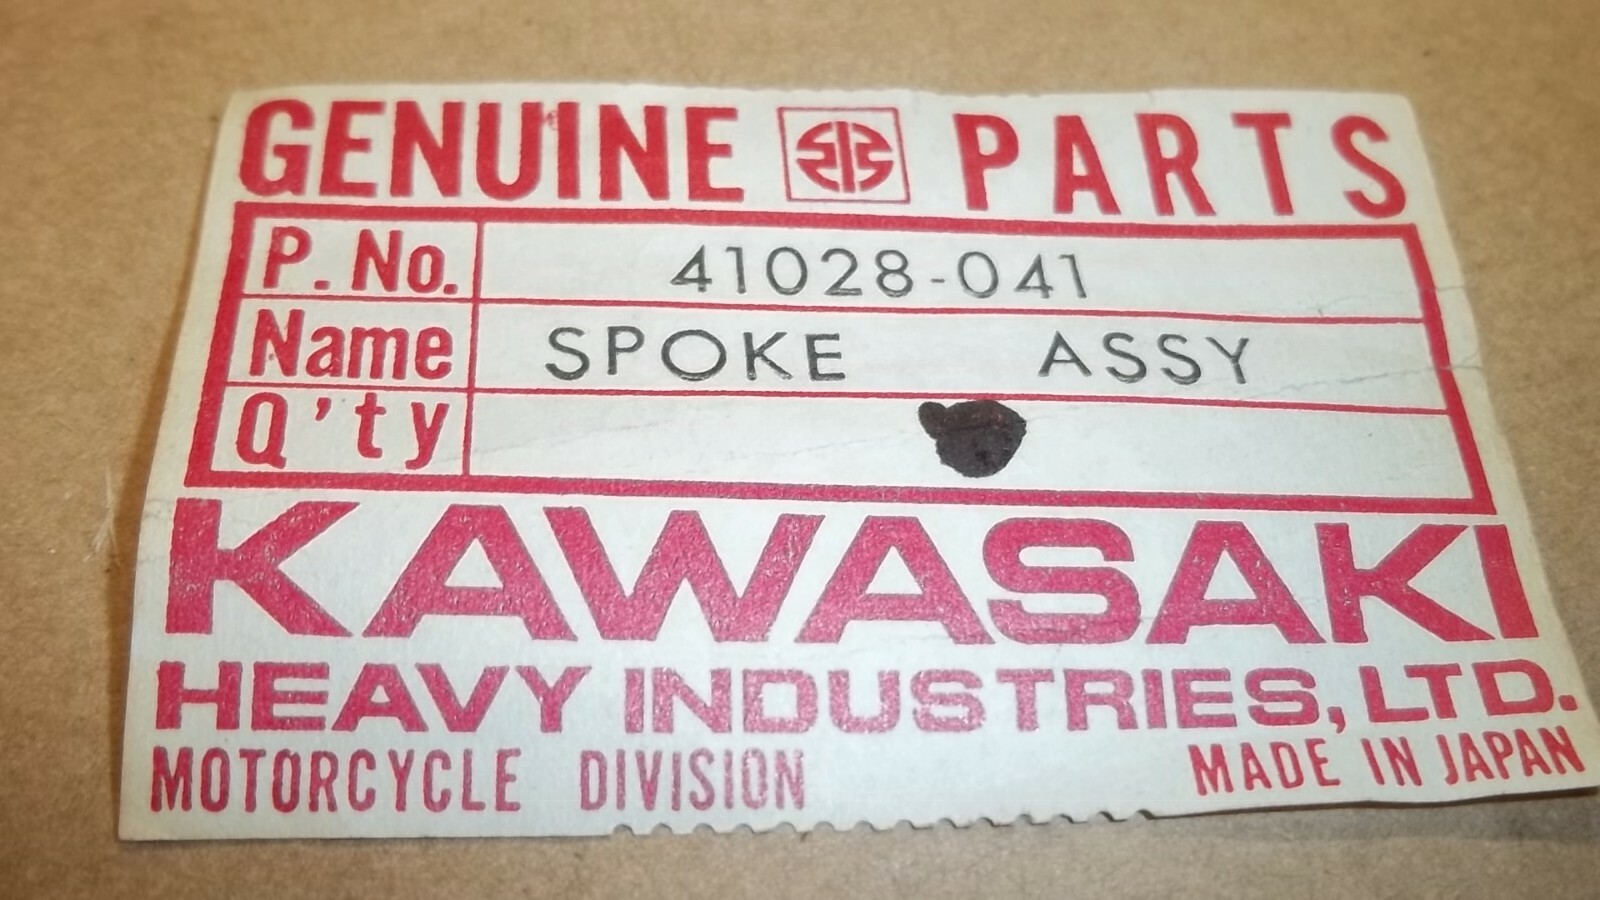 GENUINE PARTS
P. No. 41028-041
Name SPOKE ASSY
Q'ty
KAWASAKI
HEAVY INDUSTRIES, LTD.
MOTORCYCLE DIVISION MADE IN JAPAN